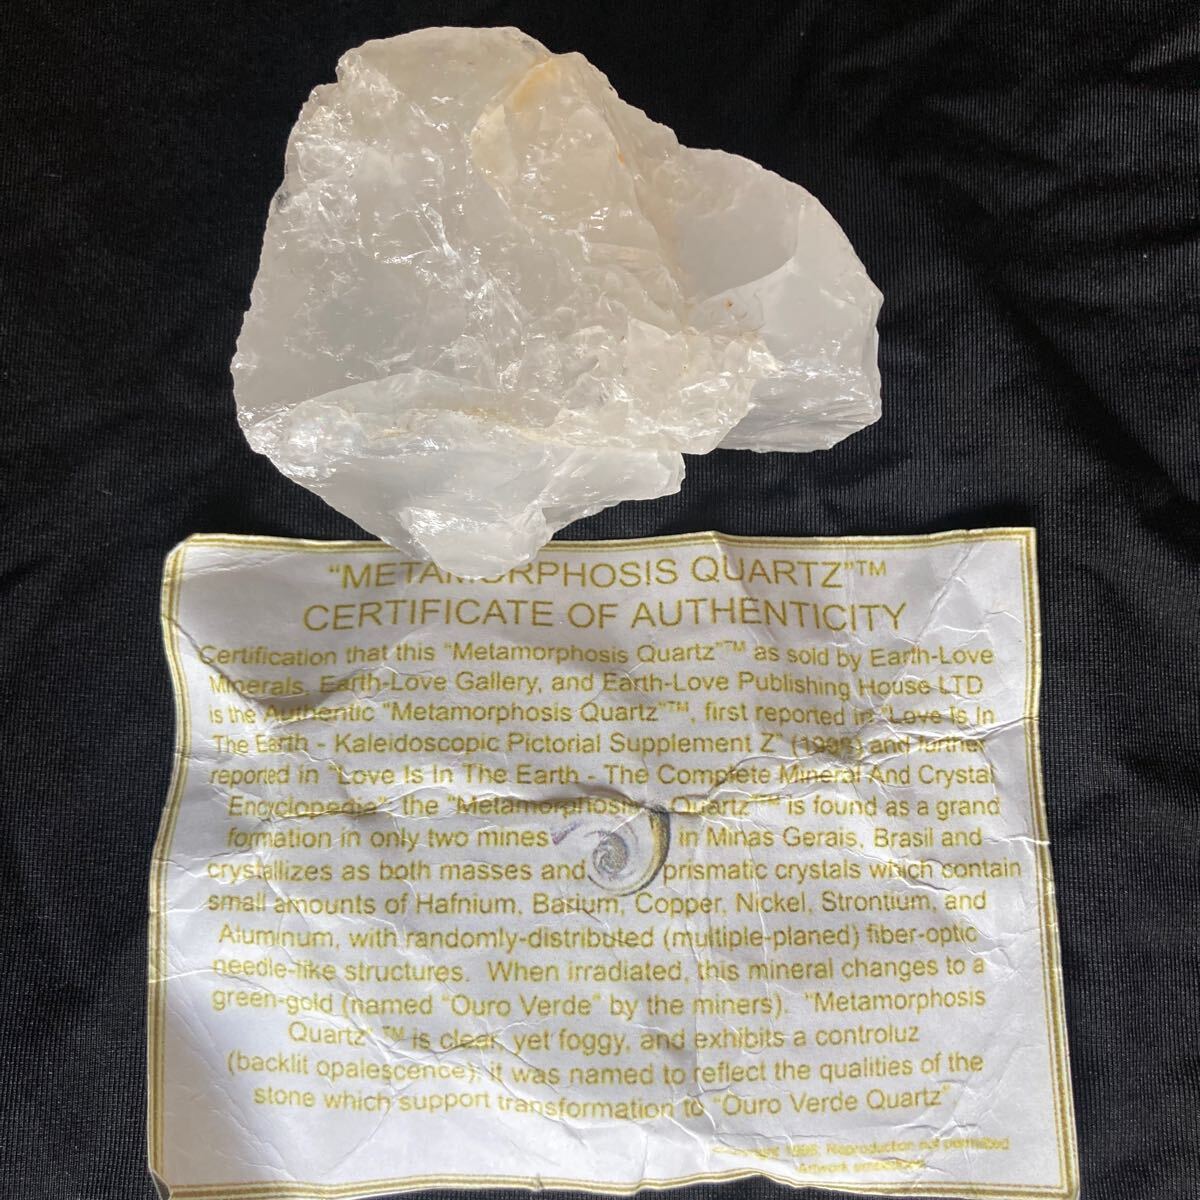 "METAMORPHOSIS QUARTZ"™
CERTIFICATE OF AUTHENTICITY
Certification that this "Metamorphosis Quartz"™ as sold by Earth-Love
Minerals, Earth-Love Gallery, and Earth-Love Publishing House LTD
is the Authentic "Metamorphosis Quartz"™, first reported in "Love Is In
The Earth - Kaleidoscopic Pictorial Supplement Z" and further
reported in "Love Is In The Earth - The Complete Mineral And Crystal
Encyclopedia", the "Metamorphosis Quartz"™ is found as a grand
formation in only two mines in Minas Gerais, Brasil and
crystallizes as both masses and prismatic crystals which contain
small amounts of Hafnium, Barium, Copper, Nickel, Strontium, and
Aluminum, with randomly-distributed (multiple-planed) fiber-optic
needle-like structures. When irradiated, this mineral changes to a
green-gold (named "Ouro Verde" by the miners). "Metamorphosis
Quartz"™ is clear, yet foggy, and exhibits a controluz
(backlit opalescence); it was named to reflect the qualities of the
stone which support transformation to "Ouro Verde Quartz"
Reproduction not permitted
Artwork